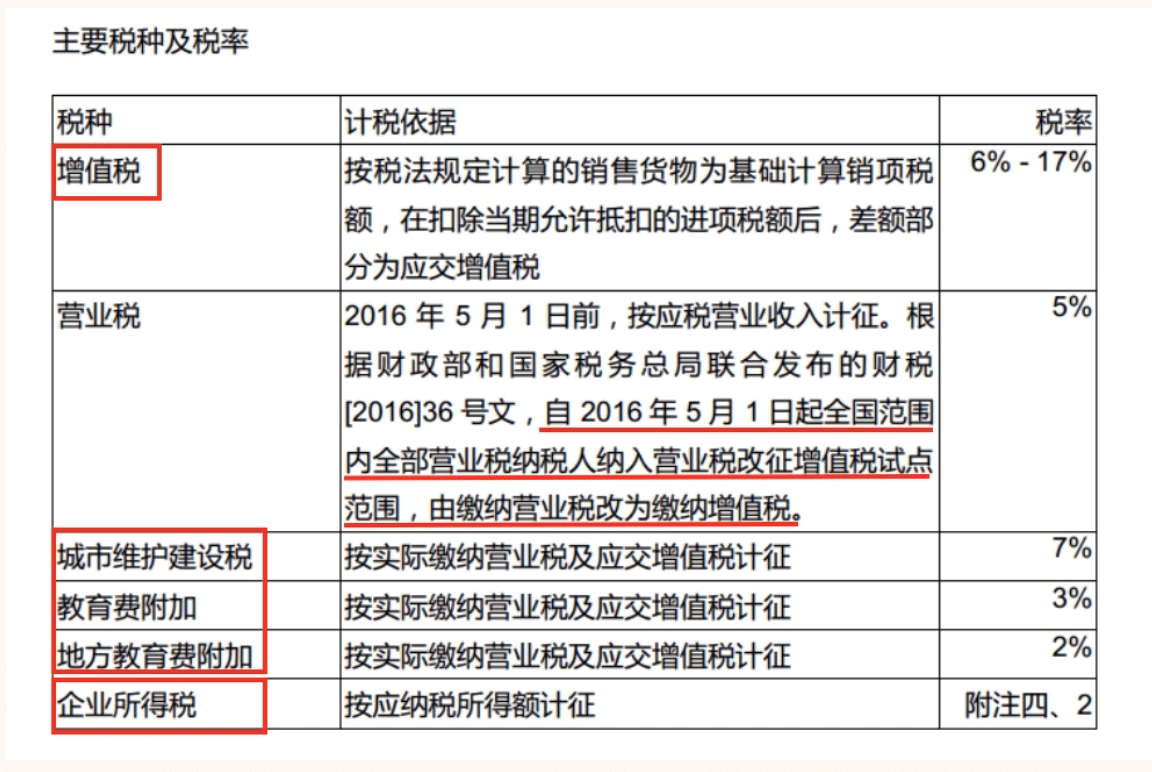 主要税种及税率
税种 计税依据 税率
增值税 按税法规定计算的销售货物为基础计算销项税 6% - 17%
额，在扣除当期允许抵扣的进项税额后，差额部
分为应交增值税
营业税 2016 年 5 月 1 日前，按应税营业收入计征。根 5%
据财政部和国家税务总局联合发布的财税
[2016]36 号文，自 2016 年 5 月 1 日起全国范围
内全部营业税纳税人纳入营业税改征增值税试点
范围，由缴纳营业税改为缴纳增值税。
城市维护建设税 按实际缴纳营业税及应交增值税计征 7%
教育费附加 按实际缴纳营业税及应交增值税计征 3%
地方教育费附加 按实际缴纳营业税及应交增值税计征 2%
企业所得税 按应纳税所得额计征 附注四、2